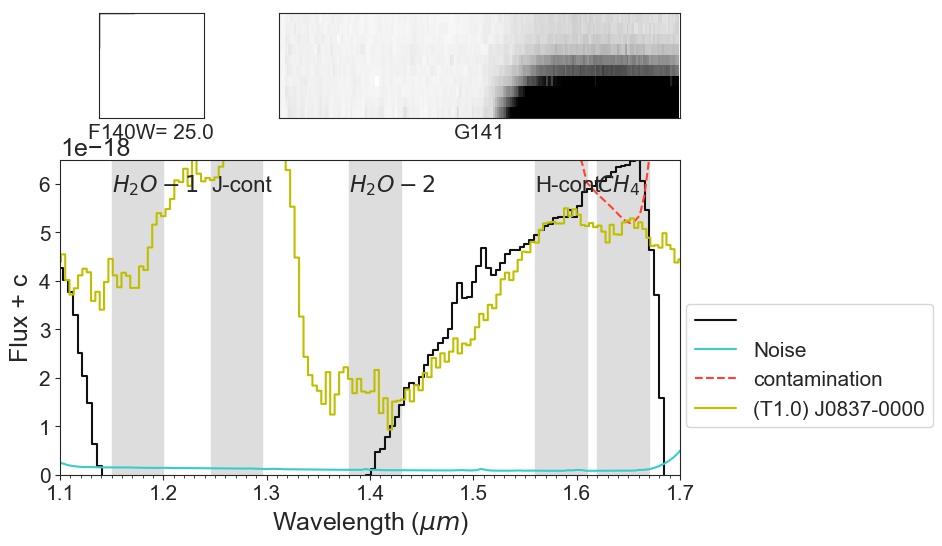 F140W= 25.0
G141
1e−18
H₂O − 1
J-cont
H₂O − 2
H-cont
CH₄
6
5
4
3
2
1
0
Flux + c
1.1
1.2
1.3
1.4
1.5
1.6
1.7
Wavelength (μm)
Noise
contamination
(T1.0) J0837-0000